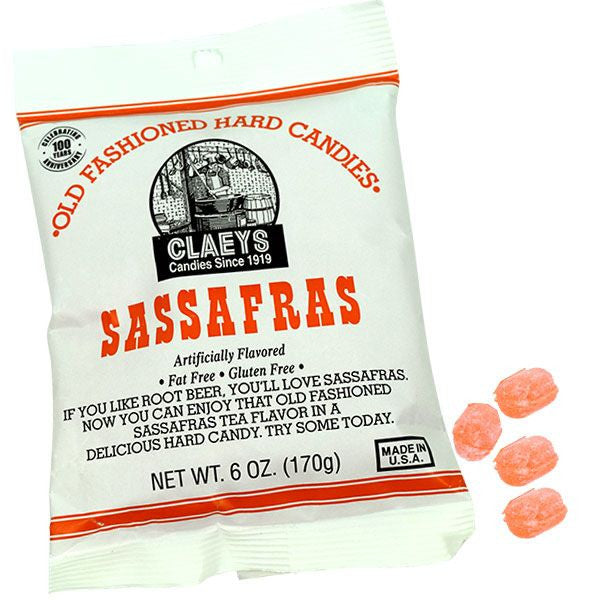 CELEBRATING
100
YEARS
ANNIVERSARY
•OLD FASHIONED HARD CANDIES•
CLAEYS
Candies Since 1919
SASSAFRAS
Artificially Flavored
• Fat Free • Gluten Free •
IF YOU LIKE ROOT BEER, YOU'LL LOVE SASSAFRAS.
NOW YOU CAN ENJOY THAT OLD FASHIONED
SASSAFRAS TEA FLAVOR IN A
DELICIOUS HARD CANDY. TRY SOME TODAY.
NET WT. 6 OZ. (170g)
MADE IN
U.S.A.